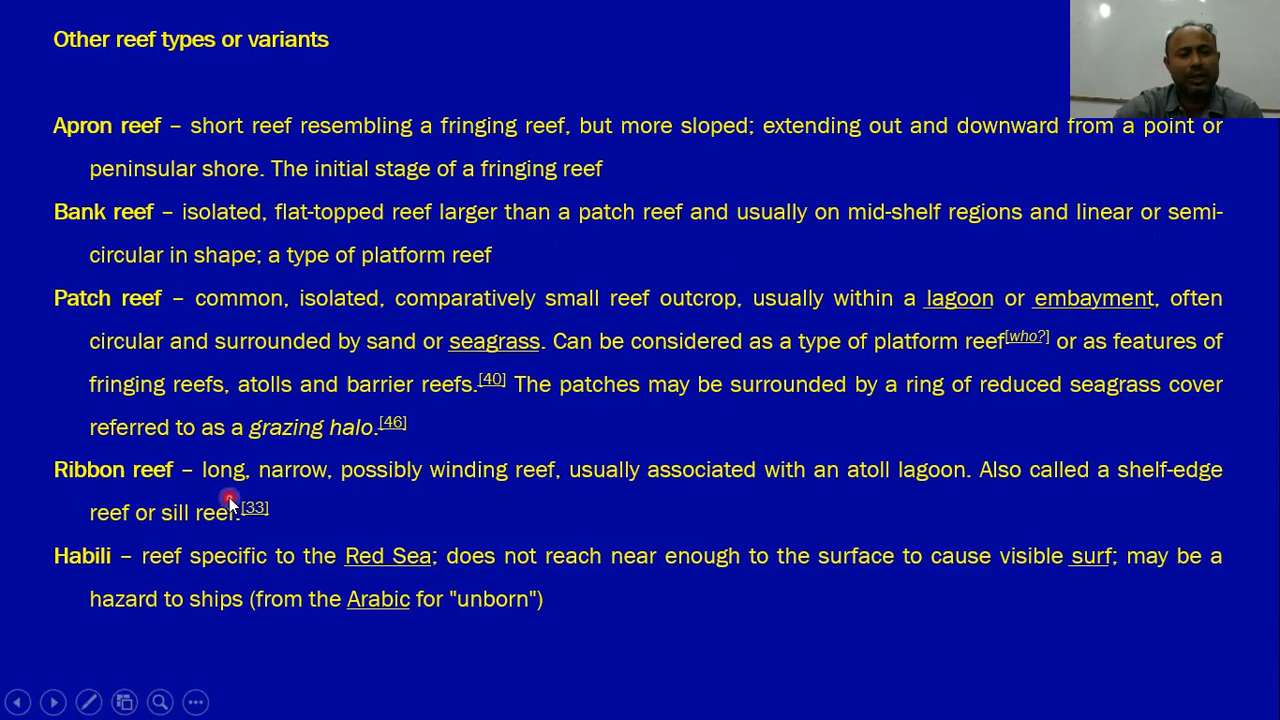 Other reef types or variants
Apron reef – short reef resembling a fringing reef, but more sloped; extending out and downward from a point or
peninsular shore. The initial stage of a fringing reef
Bank reef – isolated, flat-topped reef larger than a patch reef and usually on mid-shelf regions and linear or semi-
circular in shape; a type of platform reef
Patch reef – common, isolated, comparatively small reef outcrop, usually within a lagoon or embayment, often
circular and surrounded by sand or seagrass. Can be considered as a type of platform reef[who?] or as features of
fringing reefs, atolls and barrier reefs.[40] The patches may be surrounded by a ring of reduced seagrass cover
referred to as a grazing halo.[46]
Ribbon reef – long, narrow, possibly winding reef, usually associated with an atoll lagoon. Also called a shelf-edge
reef or sill reef.[33]
Habili – reef specific to the Red Sea; does not reach near enough to the surface to cause visible surf; may be a
hazard to ships (from the Arabic for "unborn")